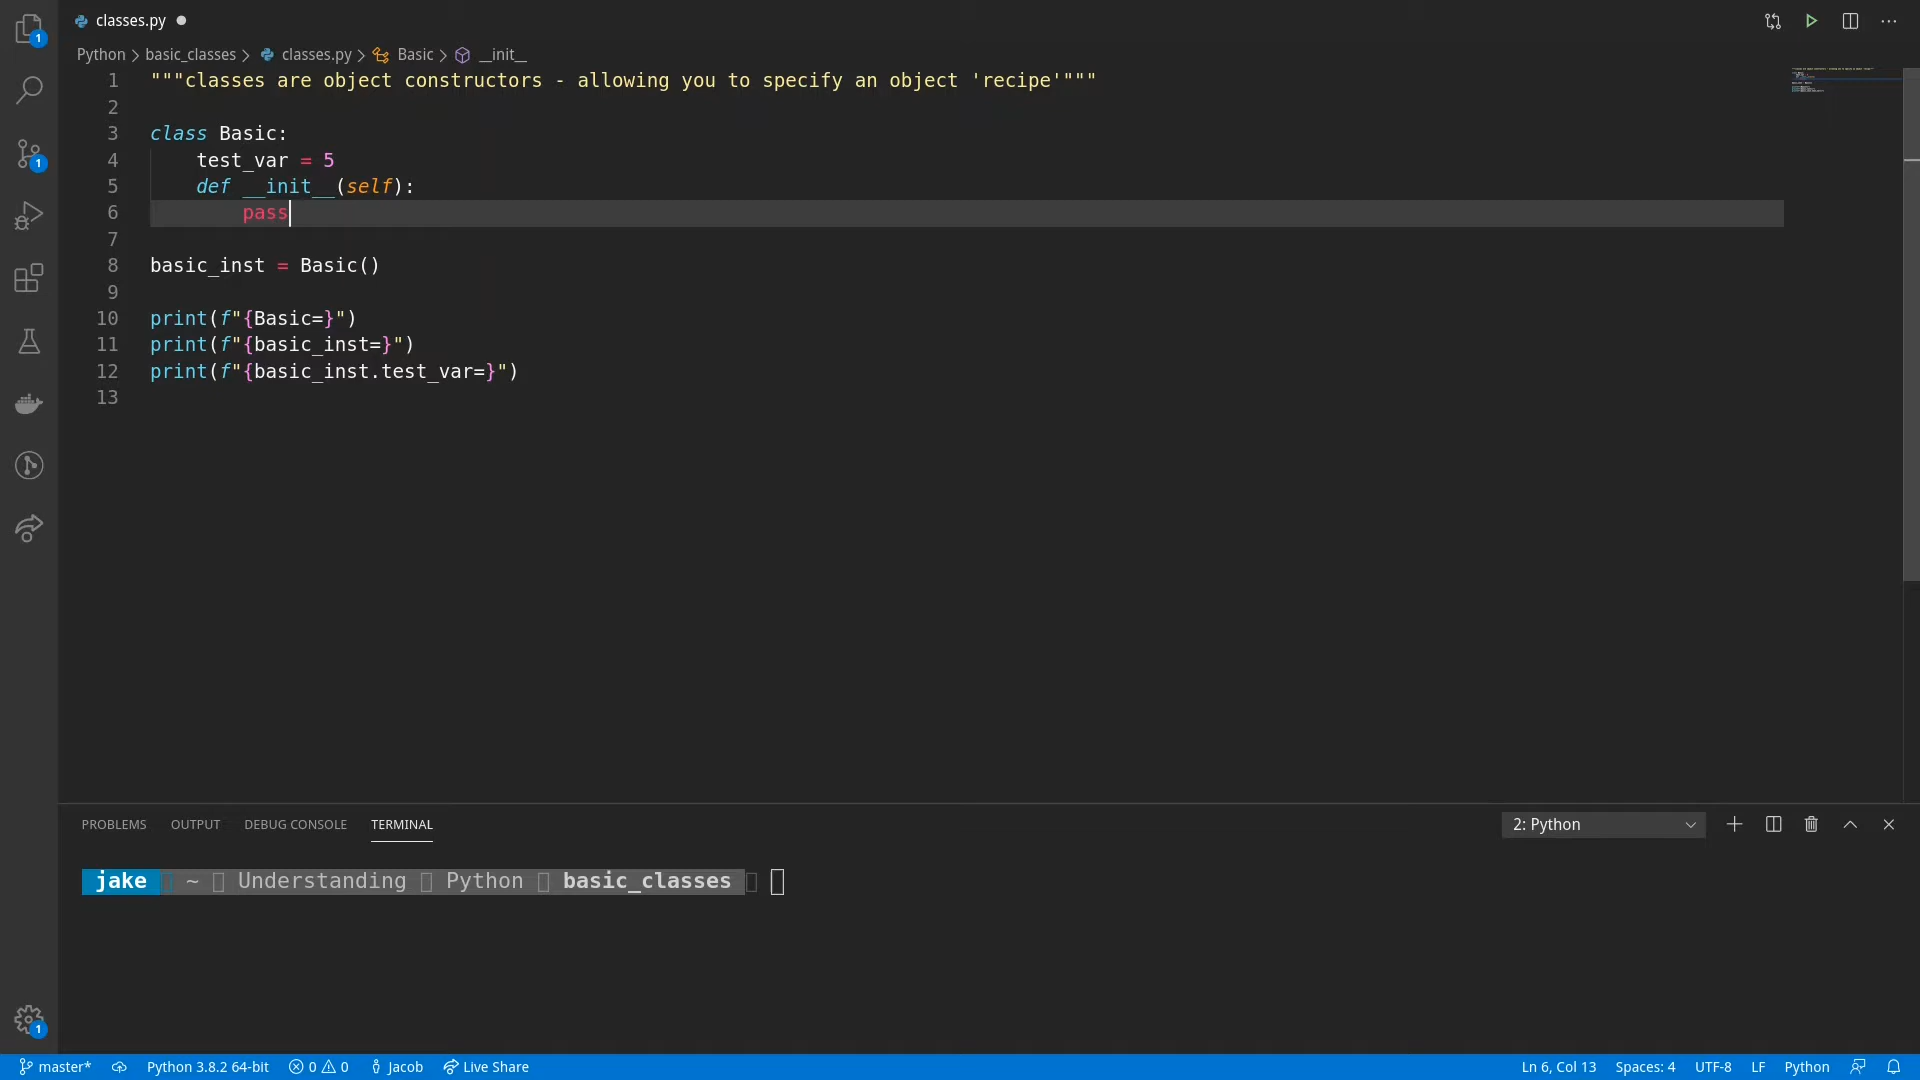 classes.py
Python > basic_classes > classes.py > Basic > __init__
1 """classes are object constructors - allowing you to specify an object 'recipe'"""
2
3 class Basic:
4     test_var = 5
5     def __init__(self):
6         pass
7
8 basic_inst = Basic()
9
10 print(f"{Basic=}")
11 print(f"{basic_inst=}")
12 print(f"{basic_inst.test_var=}")
13
1
1
PROBLEMS OUTPUT DEBUG CONSOLE TERMINAL 2: Python
jake ~ Understanding Python basic_classes
1
master* Python 3.8.2 64-bit 0 0 Jacob Live Share Ln 6, Col 13 Spaces: 4 UTF-8 LF Python